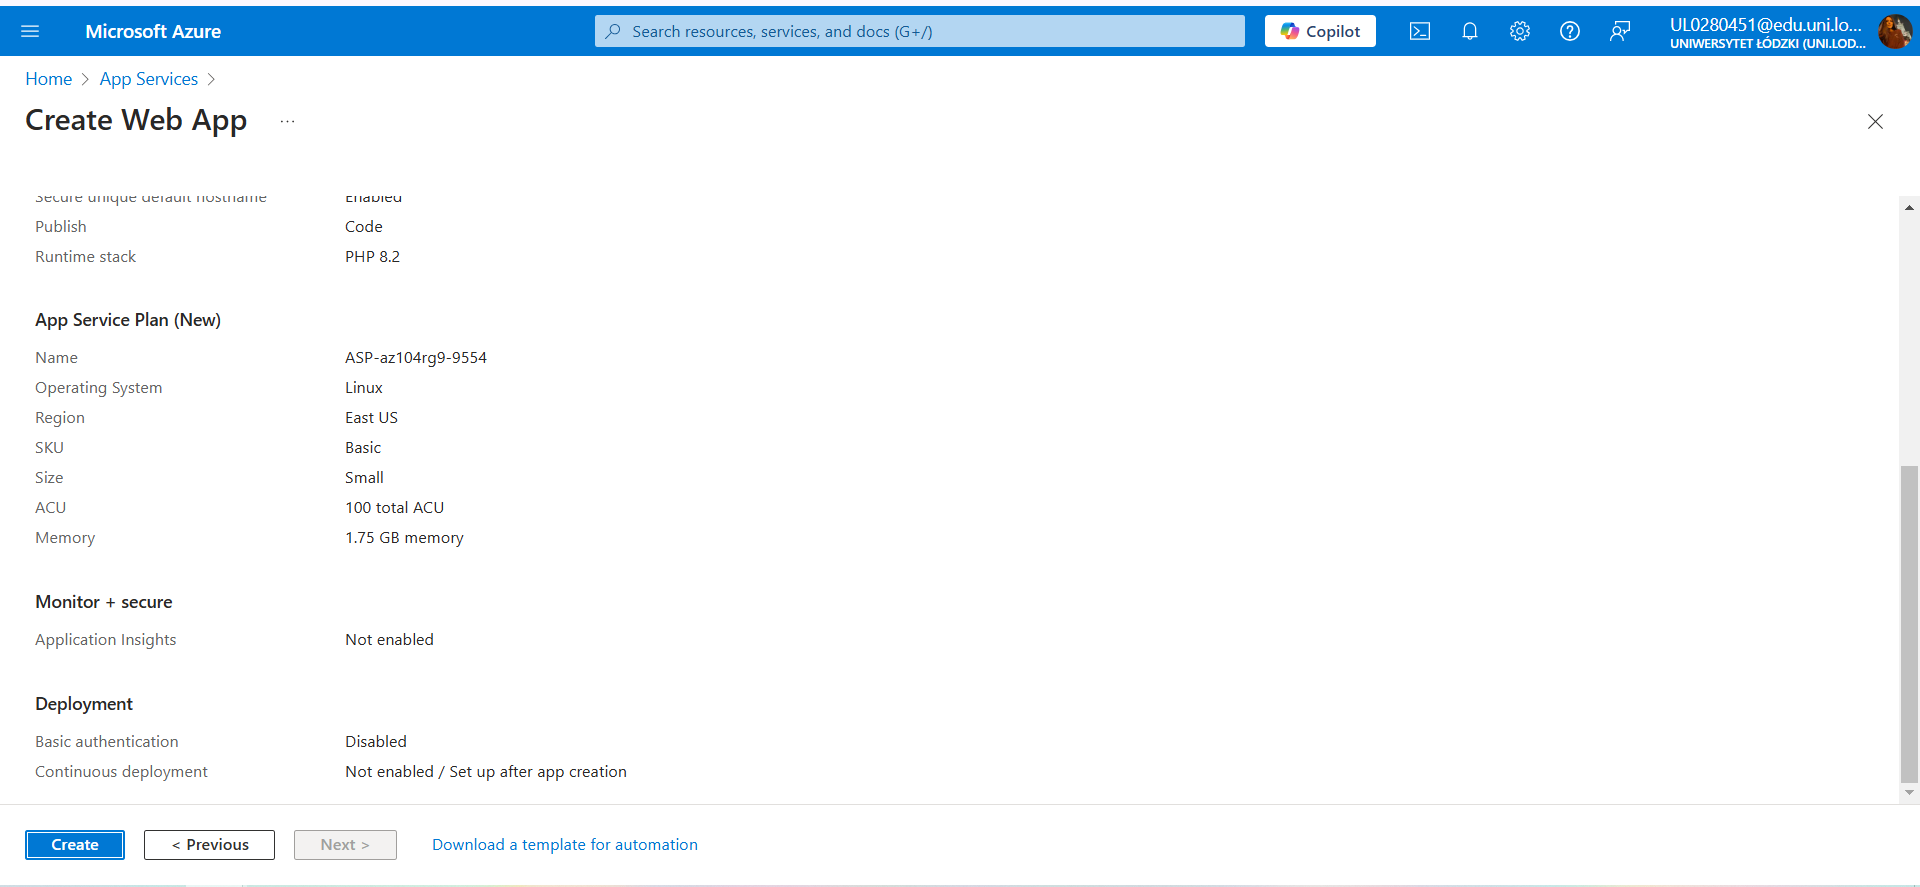 Microsoft Azure
Search resources, services, and docs (G+/)
Copilot
UL0280451@edu.uni.lo...
UNIWERSYTET ŁÓDZKI (UNI.LOD...
Home > App Services >
Create Web App ...
Secure unique default hostname Enabled
Publish Code
Runtime stack PHP 8.2
App Service Plan (New)
Name ASP-az104rg9-9554
Operating System Linux
Region East US
SKU Basic
Size Small
ACU 100 total ACU
Memory 1.75 GB memory
Monitor + secure
Application Insights Not enabled
Deployment
Basic authentication Disabled
Continuous deployment Not enabled / Set up after app creation
Create < Previous Next > Download a template for automation